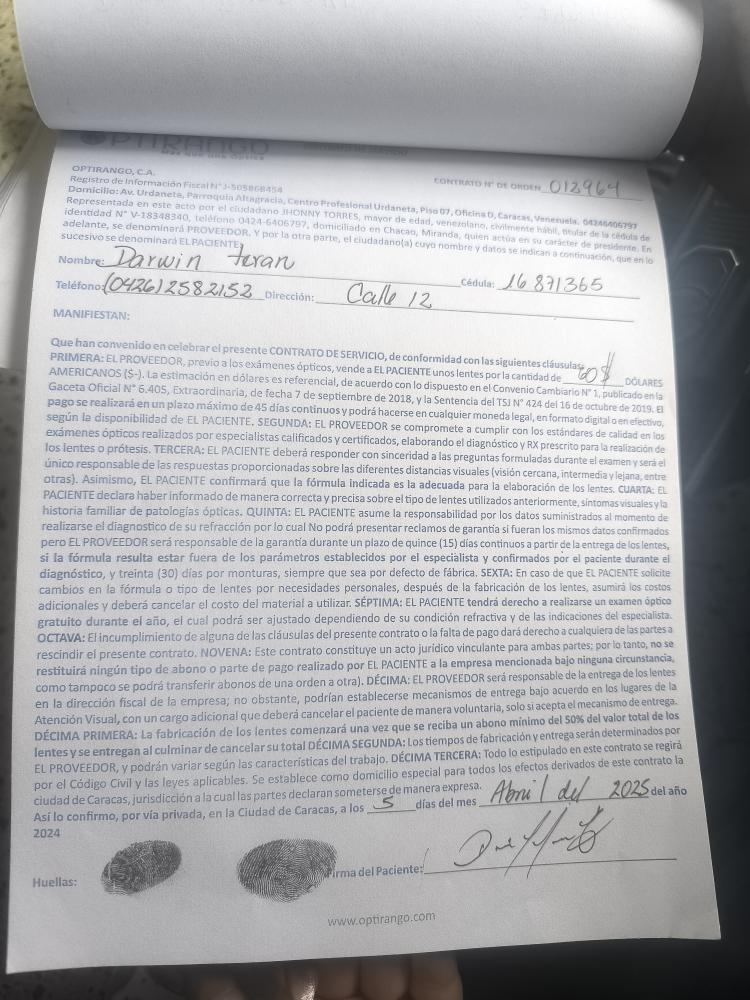 OPTIRANGO
Más que una Óptica
OPTIRANGO, C.A.
CONTRATO N° DE ORDEN 012964
Registro de Información Fiscal N° J-505868454
Domicilio: Av. Urdaneta, Parroquia Altagracia, Centro Profesional Urdaneta, Piso 07, Oficina D, Caracas, Venezuela. 04246406797
Representada en este acto por el ciudadano JHONNY TORRES, mayor de edad, venezolano, civilmente hábil, titular de la cédula de
identidad N° V-18348340, teléfono 0424-6406797, domiciliado en Chacao, Miranda, quien actúa en su carácter de presidente. En
adelante, se denominará PROVEEDOR. Y por la otra parte, el ciudadano(a) cuyo nombre y datos se indican a continuación, que en lo
sucesivo se denominará EL PACIENTE
Nombre: Darwin teran Cédula: 16 871365
Teléfono: (0426) 2582152 Dirección: Calle 12
MANIFIESTAN:
Que han convenido en celebrar el presente CONTRATO DE SERVICIO, de conformidad con las siguientes cláusulas:
PRIMERA: EL PROVEEDOR, previo a los exámenes ópticos, vende a EL PACIENTE unos lentes por la cantidad de 60$ DÓLARES
AMERICANOS ($-). La estimación en dólares es referencial, de acuerdo con lo dispuesto en el Convenio Cambiario N° 1, publicado en la
Gaceta Oficial N° 6.405, Extraordinaria, de fecha 7 de septiembre de 2018, y la Sentencia del TSJ N° 424 del 16 de octubre de 2019. El
pago se realizará en un plazo máximo de 45 días continuos y podrá hacerse en cualquier moneda legal, en formato digital o en efectivo,
según la disponibilidad de EL PACIENTE. SEGUNDA: EL PROVEEDOR se compromete a cumplir con los estándares de calidad en los
exámenes ópticos realizados por especialistas calificados y certificados, elaborando el diagnóstico y RX prescrito para la realización de
los lentes o prótesis. TERCERA: EL PACIENTE deberá responder con sinceridad a las preguntas formuladas durante el examen y será el
único responsable de las respuestas proporcionadas sobre las diferentes distancias visuales (visión cercana, intermedia y lejana, entre
otras). Asimismo, EL PACIENTE confirmará que la fórmula indicada es la adecuada para la elaboración de los lentes. CUARTA: EL
PACIENTE declara haber informado de manera correcta y precisa sobre el tipo de lentes utilizados anteriormente, síntomas visuales y la
historia familiar de patologías ópticas. QUINTA: EL PACIENTE asume la responsabilidad por los datos suministrados al momento de
realizarse el diagnostico de su refracción por lo cual No podrá presentar reclamos de garantía si fueran los mismos datos confirmados
pero EL PROVEEDOR será responsable de la garantía durante un plazo de quince (15) días continuos a partir de la entrega de los lentes,
si la fórmula resulta estar fuera de los parámetros establecidos por el especialista y confirmados por el paciente durante el
diagnóstico, y treinta (30) días por monturas, siempre que sea por defecto de fábrica. SEXTA: En caso de que EL PACIENTE solicite
cambios en la fórmula o tipo de lentes por necesidades personales, después de la fabricación de los lentes, asumirá los costos
adicionales y deberá cancelar el costo del material a utilizar. SÉPTIMA: EL PACIENTE tendrá derecho a realizarse un examen óptico
gratuito durante el año, el cual podrá ser ajustado dependiendo de su condición refractiva y de las indicaciones del especialista.
OCTAVA: El incumplimiento de alguna de las cláusulas del presente contrato o la falta de pago dará derecho a cualquiera de las partes a
rescindir el presente contrato. NOVENA: Este contrato constituye un acto jurídico vinculante para ambas partes; por lo tanto, no se
restituirá ningún tipo de abono o parte de pago realizado por EL PACIENTE a la empresa mencionada bajo ninguna circunstancia,
como tampoco se podrá transferir abonos de una orden a otra). DÉCIMA: EL PROVEEDOR será responsable de la entrega de los lentes
en la dirección fiscal de la empresa; no obstante, podrían establecerse mecanismos de entrega bajo acuerdo en los lugares de la
Atención Visual, con un cargo adicional que deberá cancelar el paciente de manera voluntaria, solo si acepta el mecanismo de entrega.
DÉCIMA PRIMERA: La fabricación de los lentes comenzará una vez que se reciba un abono mínimo del 50% del valor total de los
lentes y se entregan al culminar de cancelar su total DÉCIMA SEGUNDA: Los tiempos de fabricación y entrega serán determinados por
EL PROVEEDOR, y podrán variar según las características del trabajo. DÉCIMA TERCERA: Todo lo estipulado en este contrato se regirá
por el Código Civil y las leyes aplicables. Se establece como domicilio especial para todos los efectos derivados de este contrato la
ciudad de Caracas, jurisdicción a la cual las partes declaran someterse de manera expresa.
Así lo confirmo, por vía privada, en la Ciudad de Caracas, a los 5 días del mes Abril del 2025 del año
2024
Huellas: Firma del Paciente:
www.optirango.com